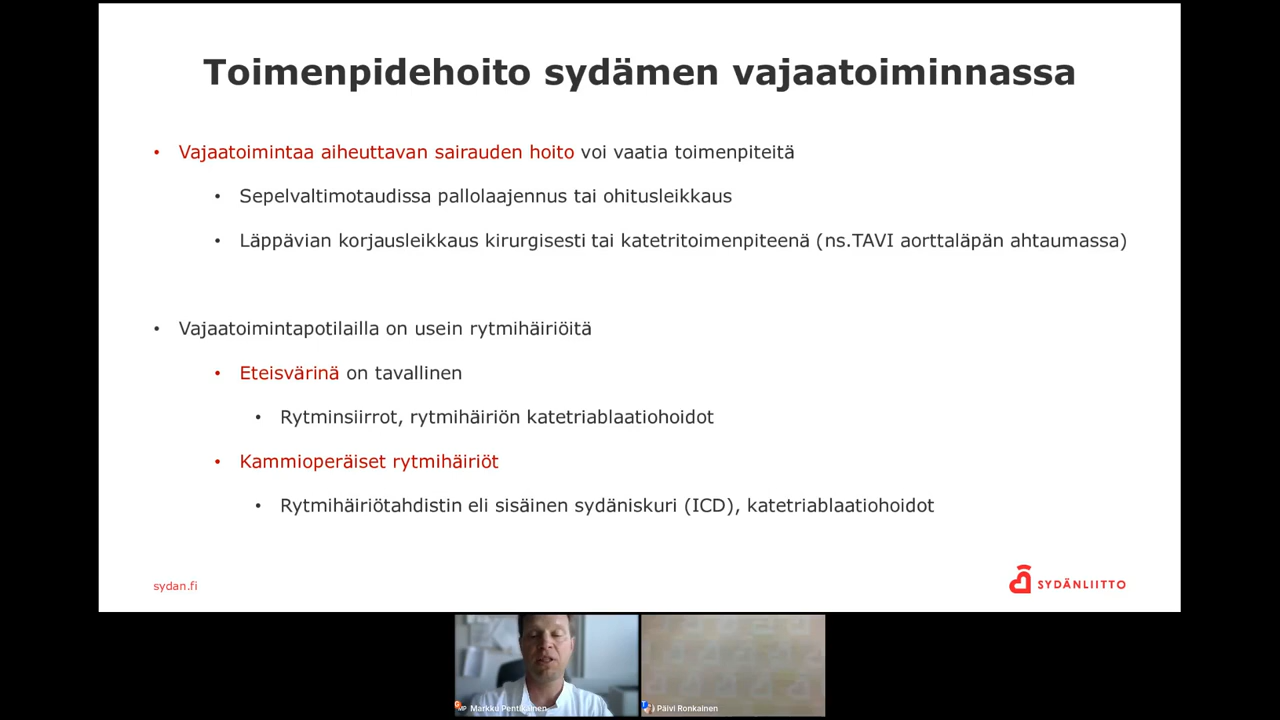 Toimenpidehoito sydämen vajaatoiminnassa
• Vajaatoimintaa aiheuttavan sairauden hoito voi vaatia toimenpiteitä
• Sepelvaltimotaudissa pallolaajennus tai ohitusleikkaus
• Läppävian korjausleikkaus kirurgisesti tai katetritoimenpiteenä (ns.TAVI aorttaläpän ahtaumassa)
• Vajaatoimintapotilailla on usein rytmihäiriöitä
• Eteisvärinä on tavallinen
• Rytminsiirrot, rytmihäiriön katetriablaatiohoidot
• Kammioperäiset rytmihäiriöt
• Rytmihäiriötahdistin eli sisäinen sydäniskuri (ICD), katetriablaatiohoidot
sydan.fi
SYDÄNLIITTO
MP Markku Pentikäinen
Päivi Ronkainen